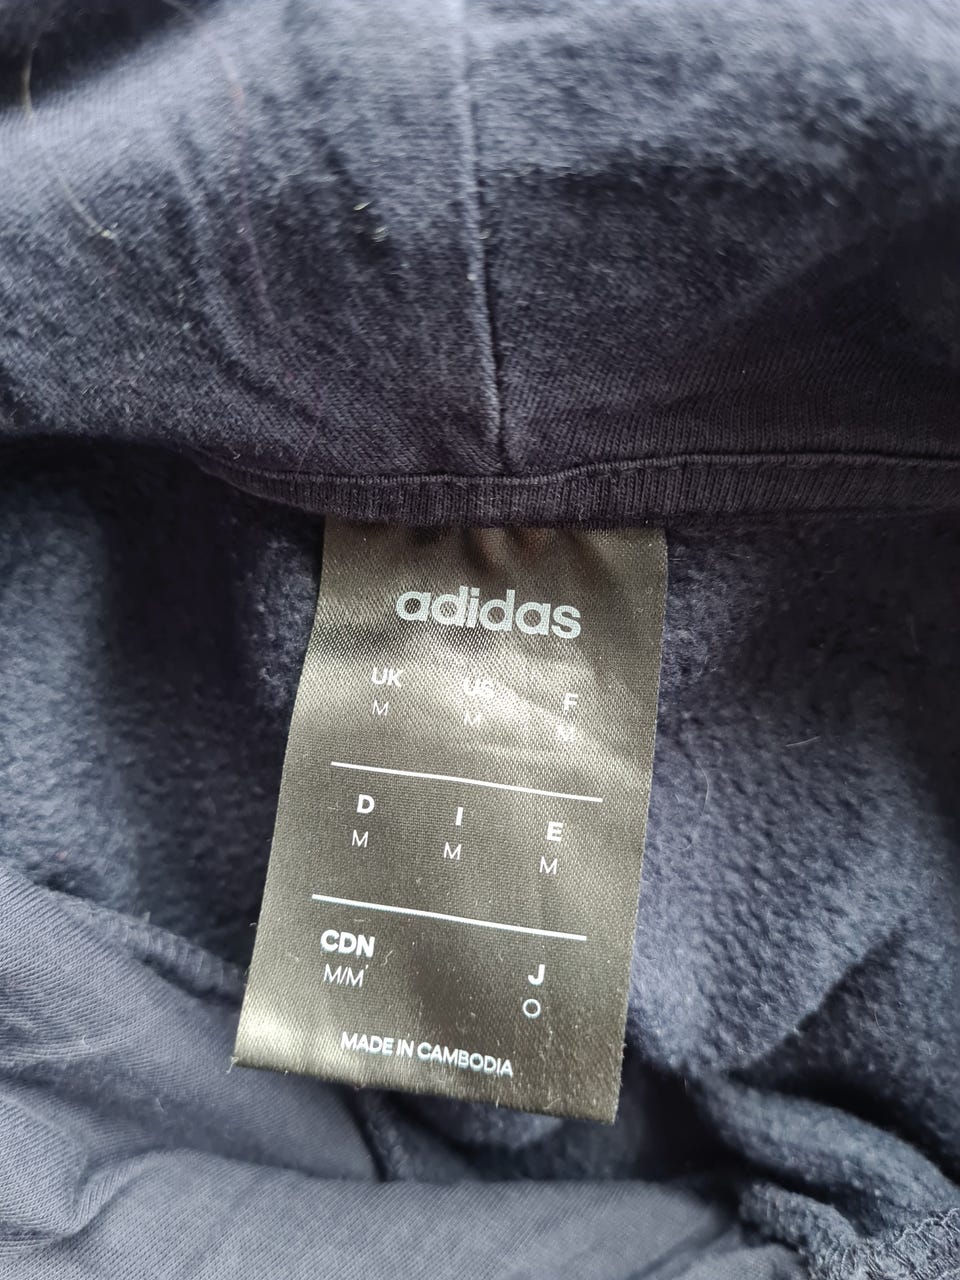 adidas
UK US F
M M
D I E
M M M
CDN J
M/M O
MADE IN CAMBODIA